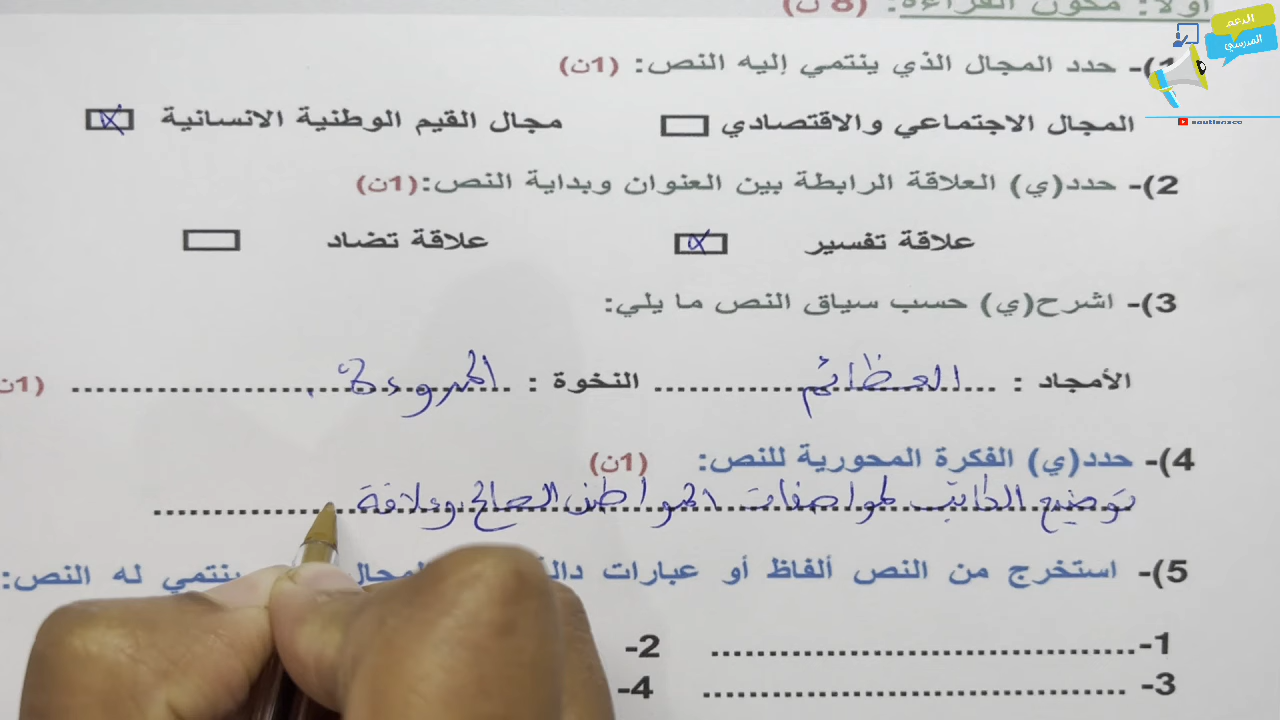 أولا: مكون القراءة: (8 ن)
الدعم
المدرسي
soutiensco
1)- حدد المجال الذي ينتمي إليه النص: (1ن)
المجال الاجتماعي والاقتصادي مجال القيم الوطنية الانسانية
2)- حدد(ي) العلاقة الرابطة بين العنوان وبداية النص:(1ن)
علاقة تفسير علاقة تضاد
3)- اشرح(ي) حسب سياق النص ما يلي:
الأمجاد : العظائم النخوة : المروءة. (1ن)
4)- حدد(ي) الفكرة المحورية للنص: (1ن)
توضيح الكاتب لمواصفات المواطن الصالح وعلاقة
5)- استخرج من النص ألفاظ أو عبارات ينتمي له النص:
1- 2-
3- 4-